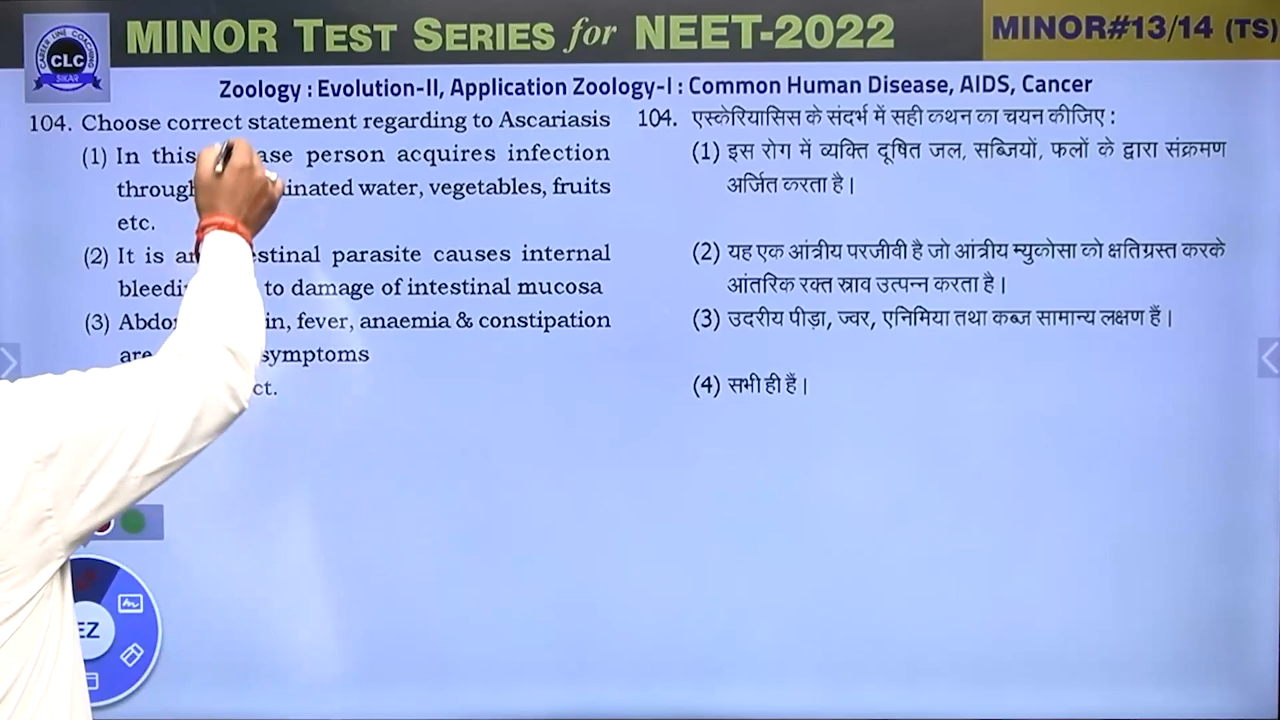 MINOR TEST SERIES for NEET-2022
MINOR#13/14 (TS)
CAREER LINE COACHING
CLC
SIKAR
Zoology : Evolution-II, Application Zoology-I : Common Human Disease, AIDS, Cancer
104. Choose correct statement regarding to Ascariasis
(1) In this ase person acquires infection
throug inated water, vegetables, fruits
etc.
(2) It is an estinal parasite causes internal
bleedi to damage of intestinal mucosa
(3) Abdo in, fever, anaemia & constipation
are symptoms
ct.
104. एस्केरियासिस के संदर्भ में सही कथन का चयन कीजिए :
(1) इस रोग में व्यक्ति दूषित जल, सब्जियों, फलों के द्वारा संक्रमण
अर्जित करता है।
(2) यह एक आंत्रीय परजीवी है जो आंत्रीय म्युकोसा को क्षतिग्रस्त करके
आंतरिक रक्त स्राव उत्पन्न करता है।
(3) उदरीय पीड़ा, ज्वर, एनिमिया तथा कब्ज सामान्य लक्षण हैं।
(4) सभी ही हैं।
EZ